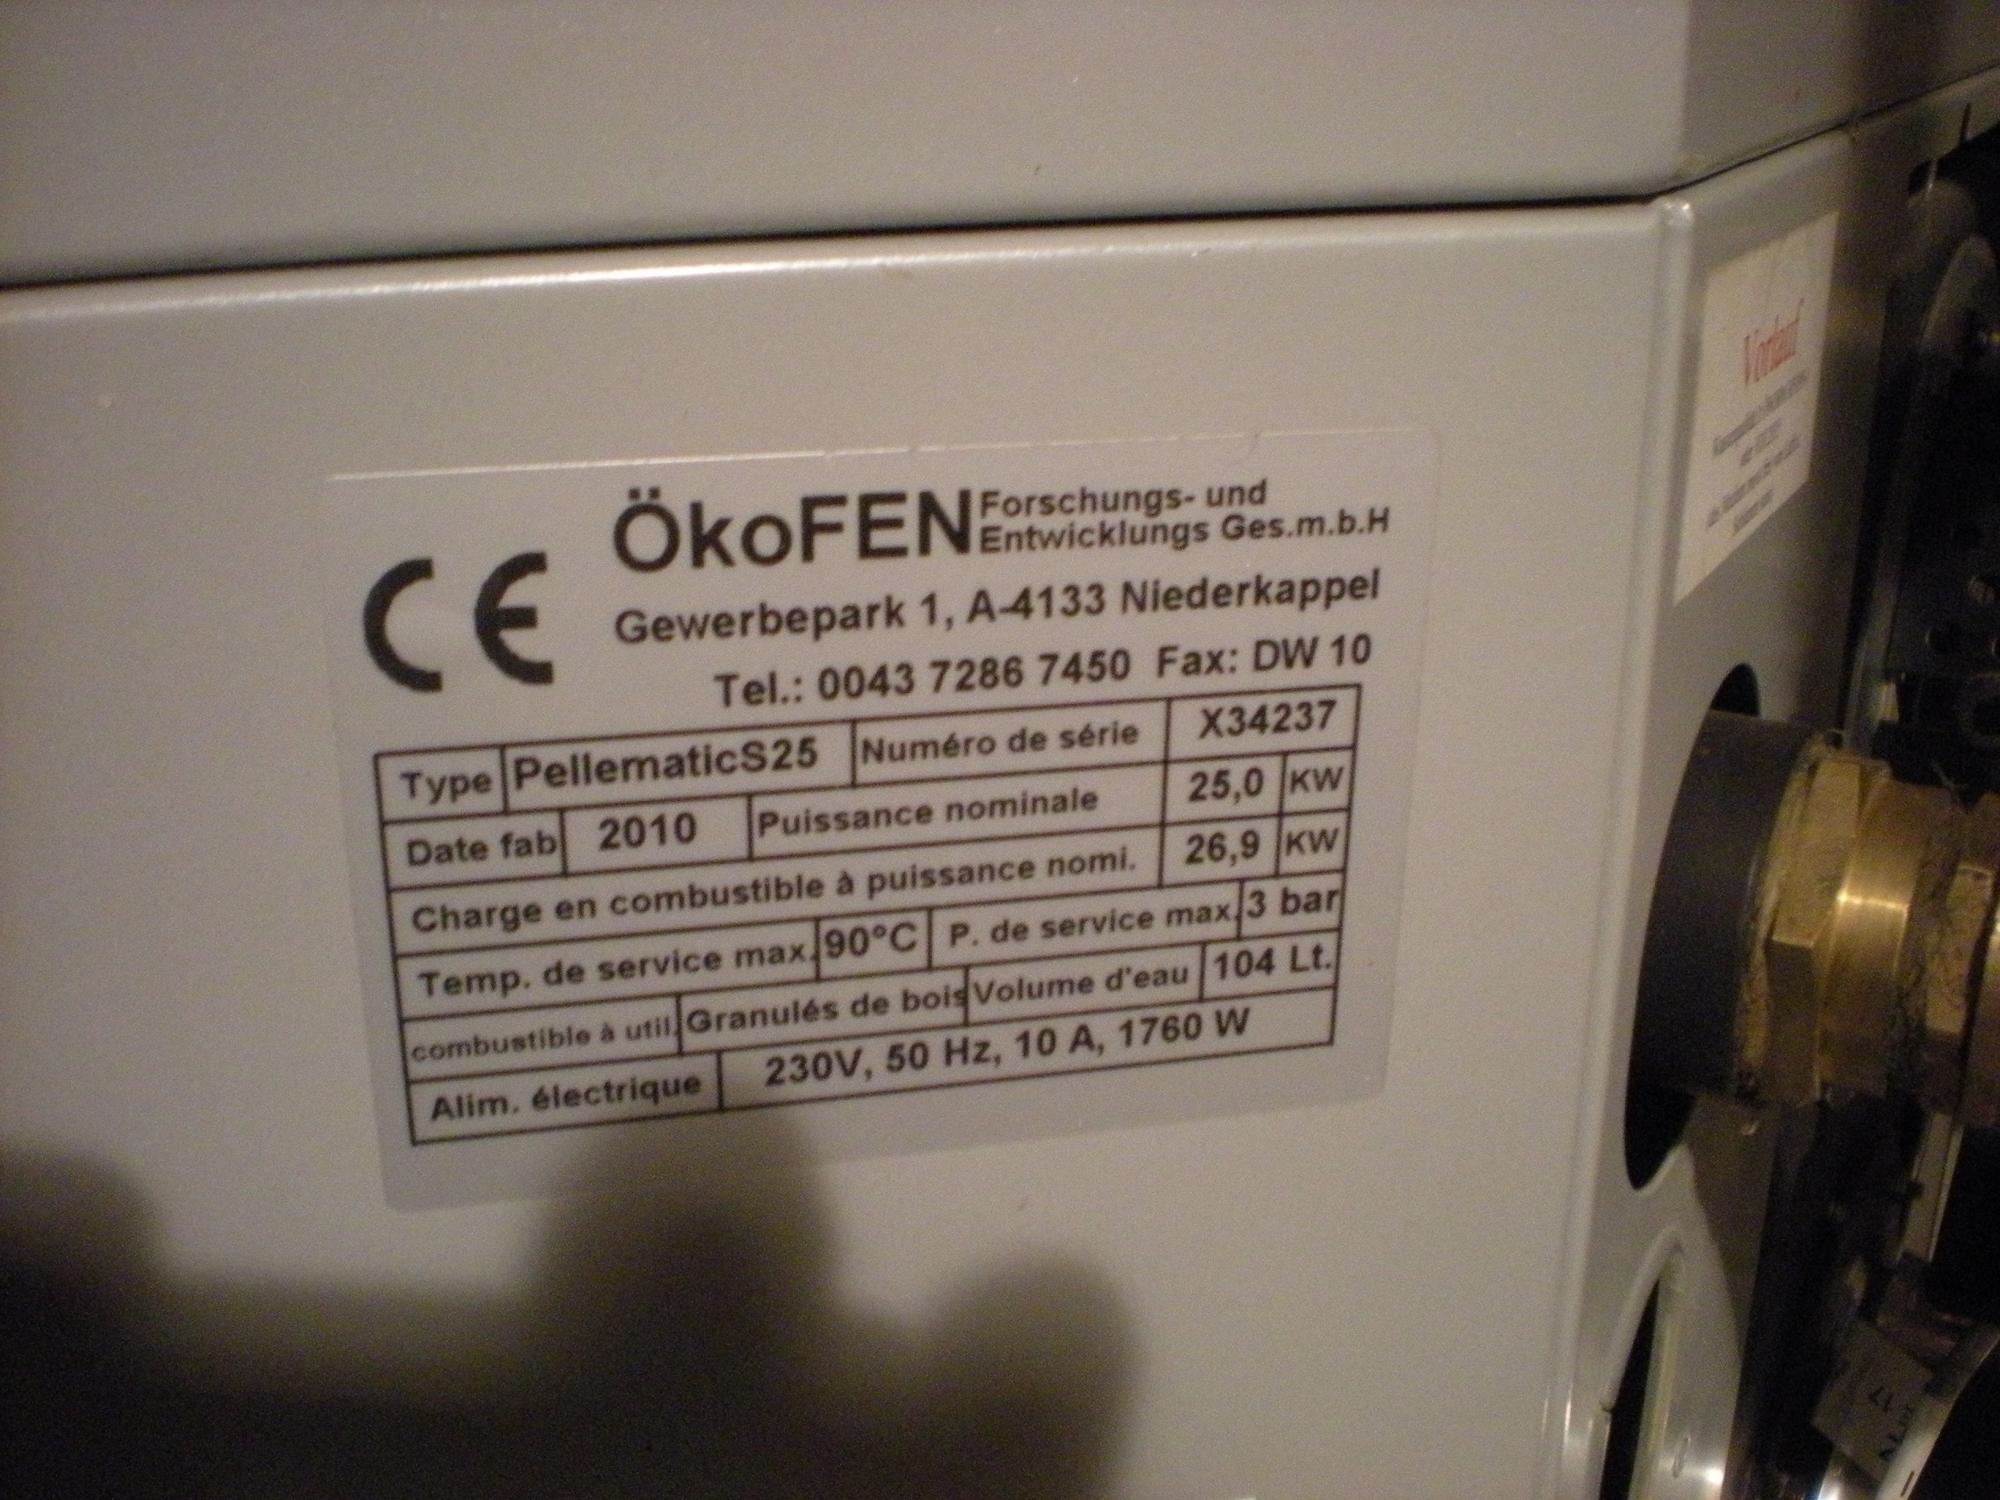 CE
ÖkoFEN Forschungs- und
Entwicklungs Ges.m.b.H
Gewerbepark 1, A-4133 Niederkappel
Tel.: 0043 7286 7450 Fax: DW 10
Type PellematicS25 Numéro de série X34237
Date fab 2010 Puissance nominale 25,0 KW
Charge en combustible à puissance nomi. 26,9 KW
Temp. de service max. 90°C P. de service max. 3 bar
combustible à util. Granulés de bois Volume d'eau 104 Lt.
Alim. électrique 230V, 50 Hz, 10 A, 1760 W
Vorlauf